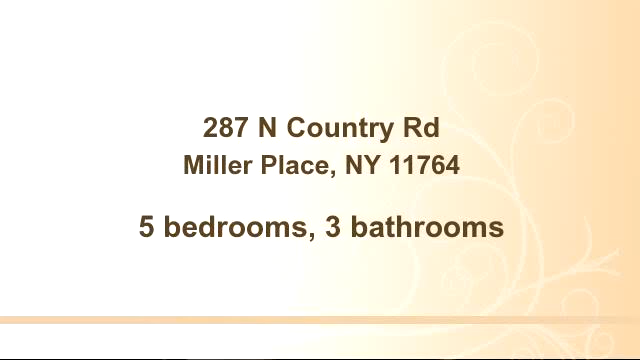 287 N Country Rd
Miller Place, NY 11764
5 bedrooms, 3 bathrooms